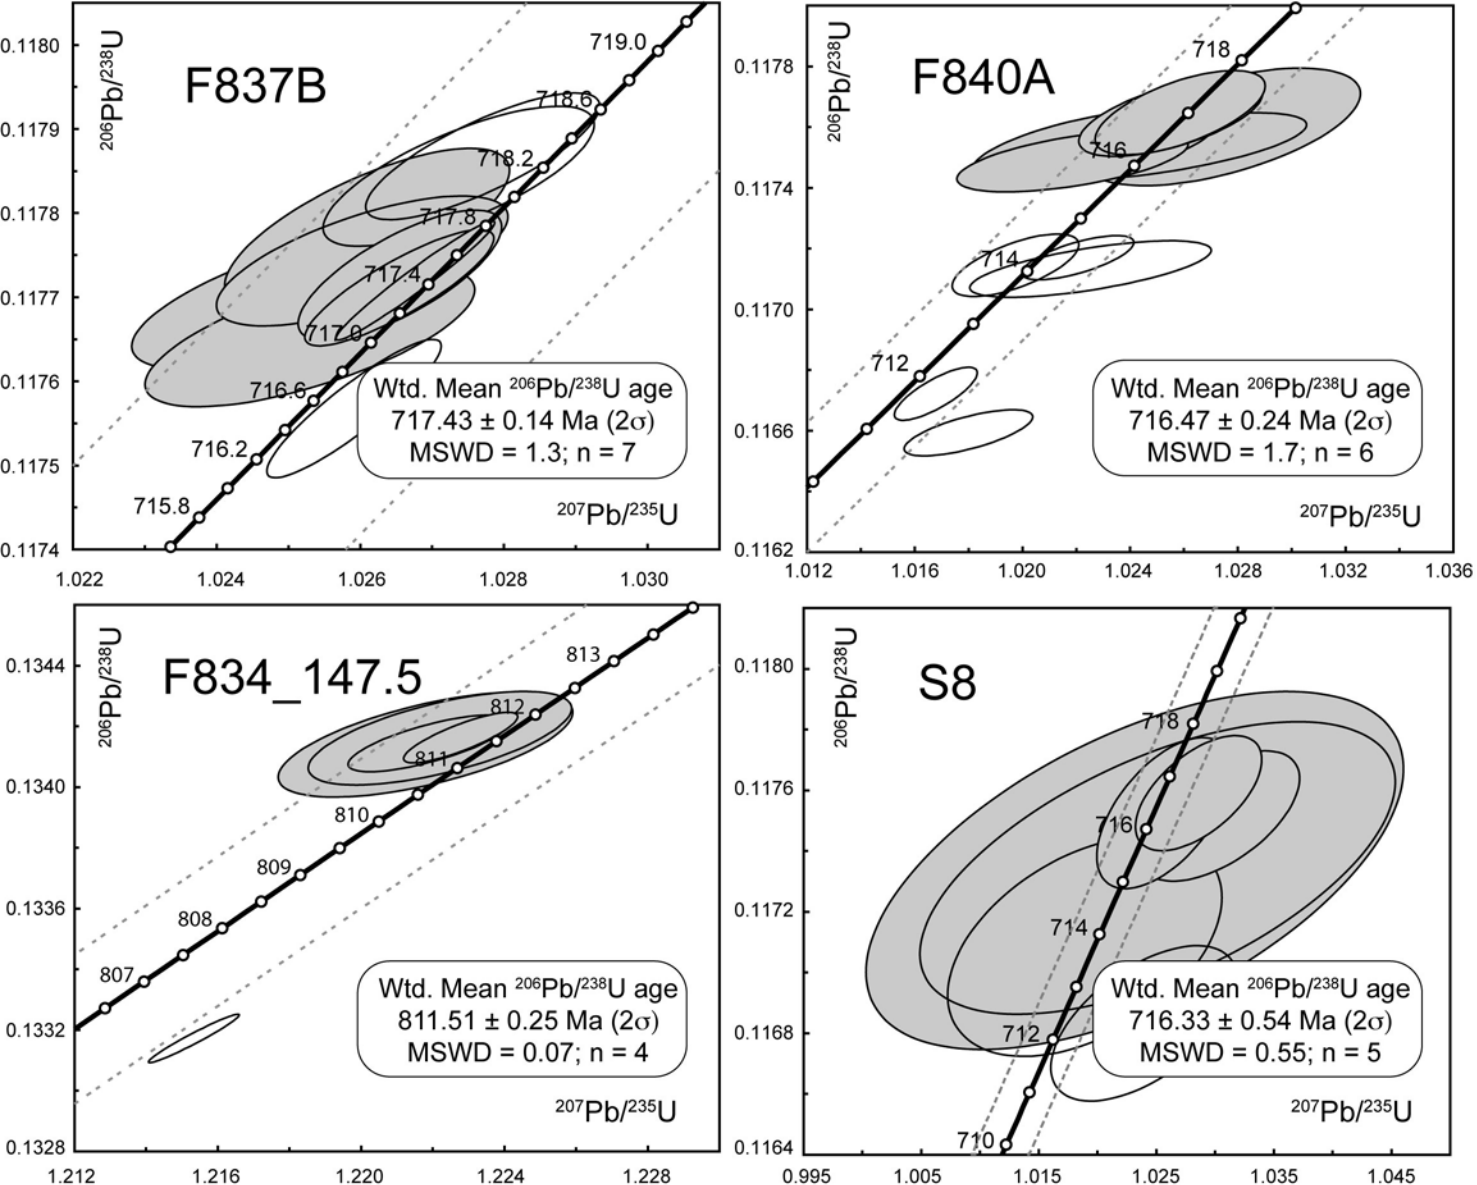 0.1180
0.1179
0.1178
0.1177
0.1176
0.1175
0.1174
206Pb/238U
F837B
719.0
718.6
718.2
717.8
717.4
717.0
716.6
716.2
715.8
Wtd. Mean 206Pb/238U age
717.43 ± 0.14 Ma (2σ)
MSWD = 1.3; n = 7
207Pb/235U
1.022 1.024 1.026 1.028 1.030
0.1178
0.1174
0.1170
0.1166
0.1162
206Pb/238U
F840A
718
716
714
712
Wtd. Mean 206Pb/238U age
716.47 ± 0.24 Ma (2σ)
MSWD = 1.7; n = 6
207Pb/235U
1.012 1.016 1.020 1.024 1.028 1.032 1.036
0.1344
0.1340
0.1336
0.1332
0.1328
206Pb/238U
F834_147.5
813
812
811
810
809
808
807
Wtd. Mean 206Pb/238U age
811.51 ± 0.25 Ma (2σ)
MSWD = 0.07; n = 4
207Pb/235U
1.212 1.216 1.220 1.224 1.228
0.1180
0.1176
0.1172
0.1168
0.1164
206Pb/238U
S8
718
716
714
712
710
Wtd. Mean 206Pb/238U age
716.33 ± 0.54 Ma (2σ)
MSWD = 0.55; n = 5
207Pb/235U
0.995 1.005 1.015 1.025 1.035 1.045